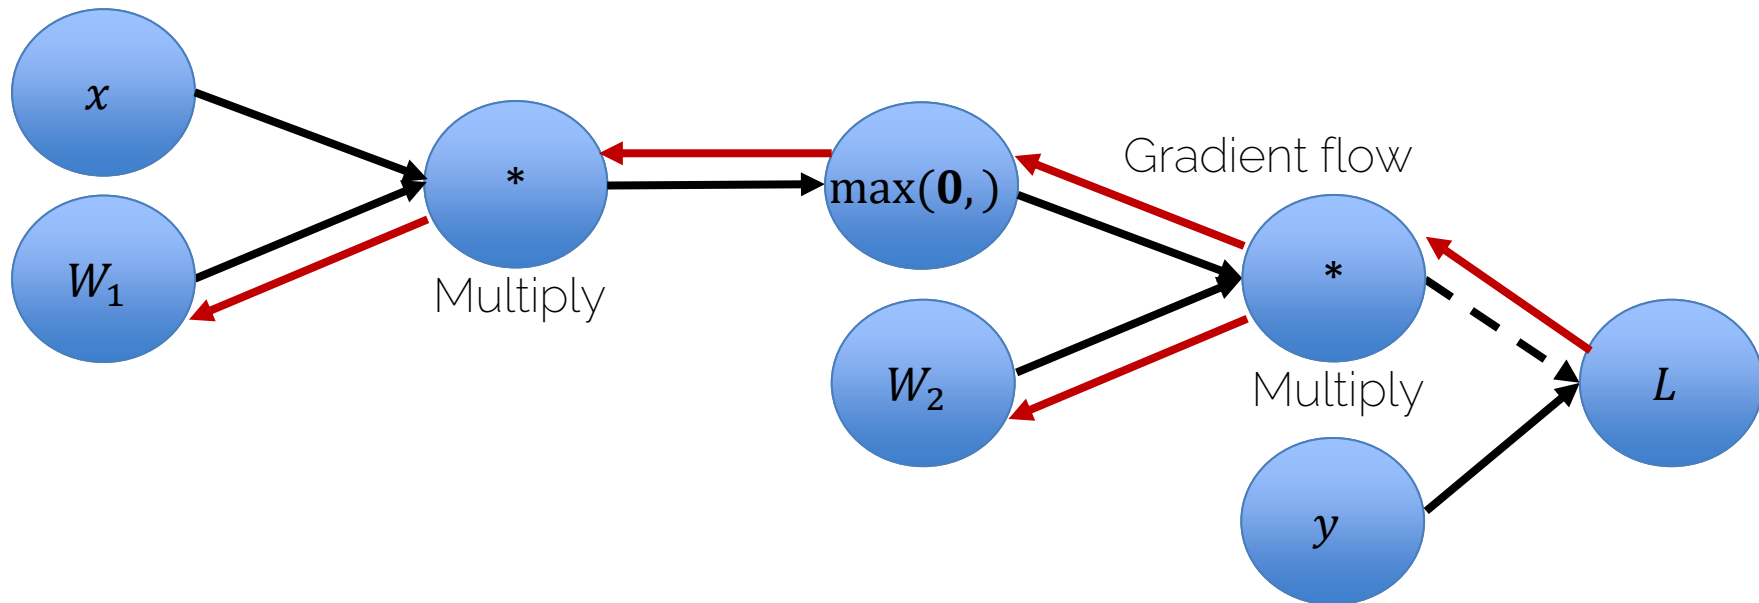 x
W₁
*
Multiply
max(0,)
W₂
Gradient flow
*
Multiply
y
L